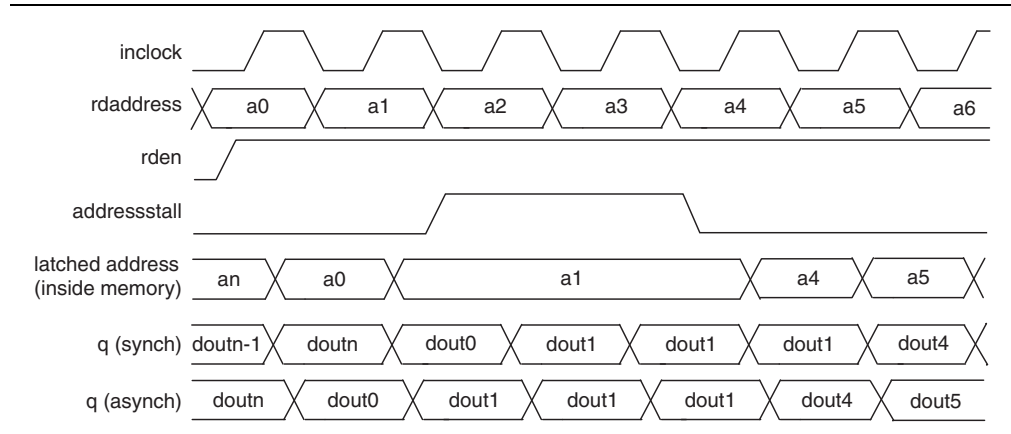 inclock
rdaddress a0 a1 a2 a3 a4 a5 a6
rden
addressstall
latched address
(inside memory) an a0 a1 a4 a5
q (synch) doutn-1 doutn dout0 dout1 dout1 dout1 dout4
q (asynch) doutn dout0 dout1 dout1 dout1 dout4 dout5